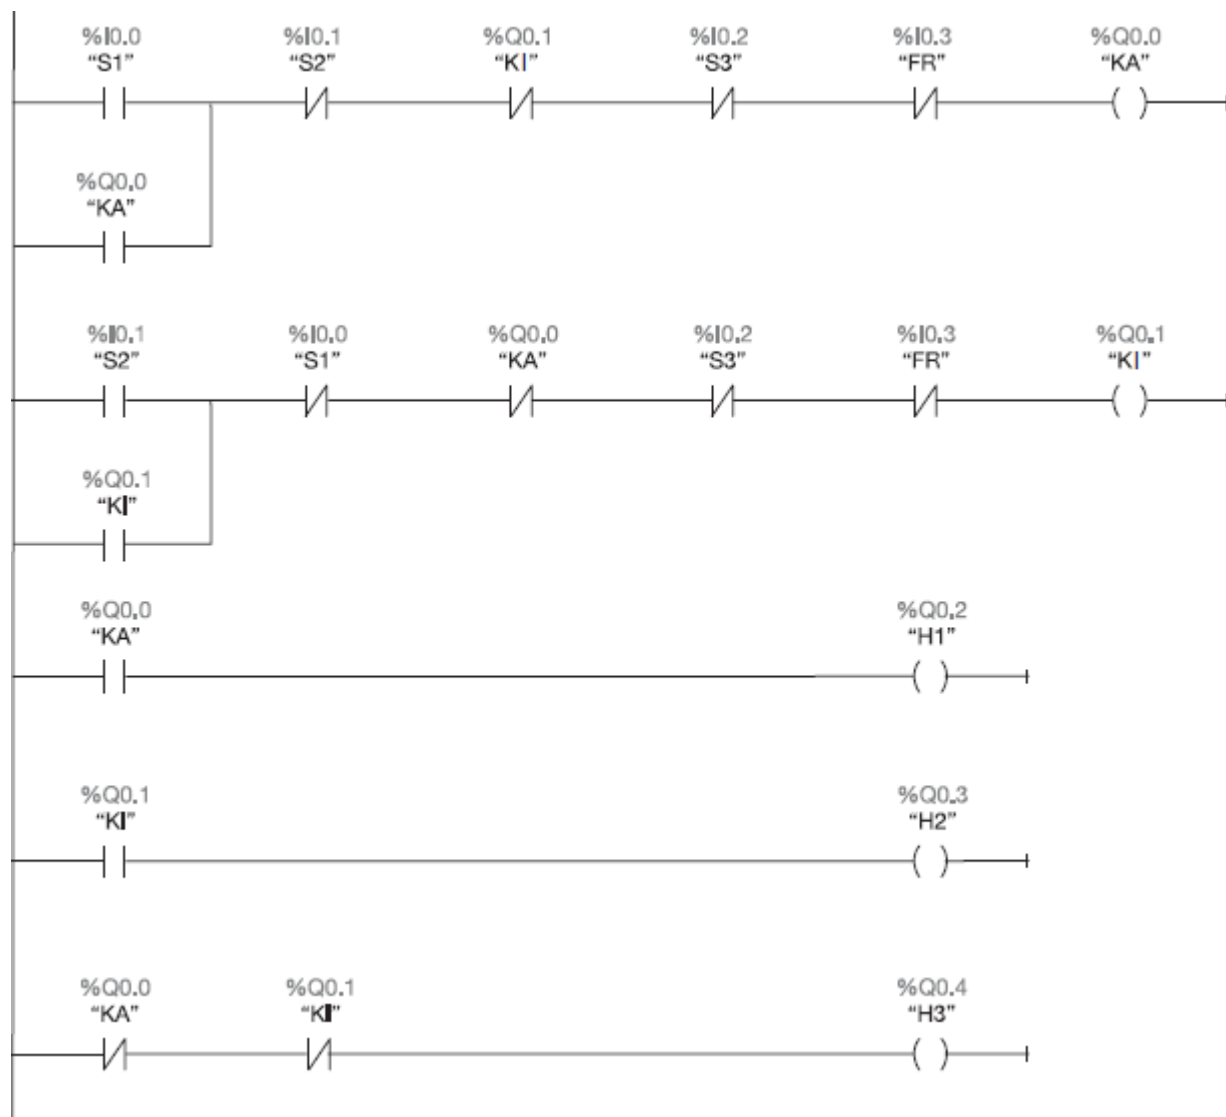 %I0.0 %I0.1 %Q0.1 %I0.2 %I0.3 %Q0.0
“S1” “S2” “KI” “S3” “FR” “KA”
%Q0.0
“KA”
%I0.1 %I0.0 %Q0.0 %I0.2 %I0.3 %Q0.1
“S2” “S1” “KA” “S3” “FR” “KI”
%Q0.1
“KI”
%Q0.0 %Q0.2
“KA” “H1”
%Q0.1 %Q0.3
“KI” “H2”
%Q0.0 %Q0.1 %Q0.4
“KA” “KI” “H3”